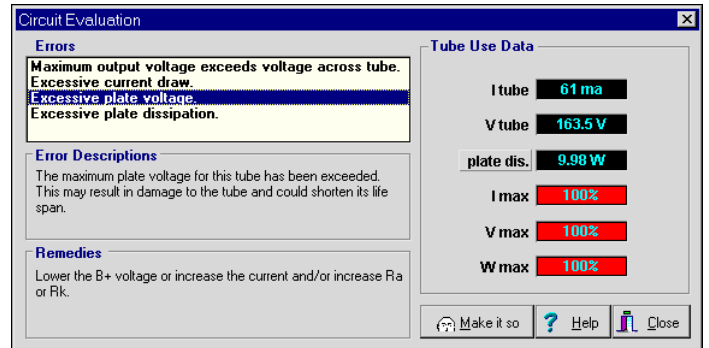 Circuit Evaluation
Errors
Maximum output voltage exceeds voltage across tube.
Excessive current draw.
Excessive plate voltage.
Excessive plate dissipation.
Error Descriptions
The maximum plate voltage for this tube has been exceeded.
This may result in damage to the tube and could shorten its life
span.
Remedies
Lower the B+ voltage or increase the current and/or increase Ra
or Rk.
Tube Use Data
I tube 61 ma
V tube 163.5 V
plate dis. 9.98 W
I max 100%
V max 100%
W max 100%
Make it so ? Help Close